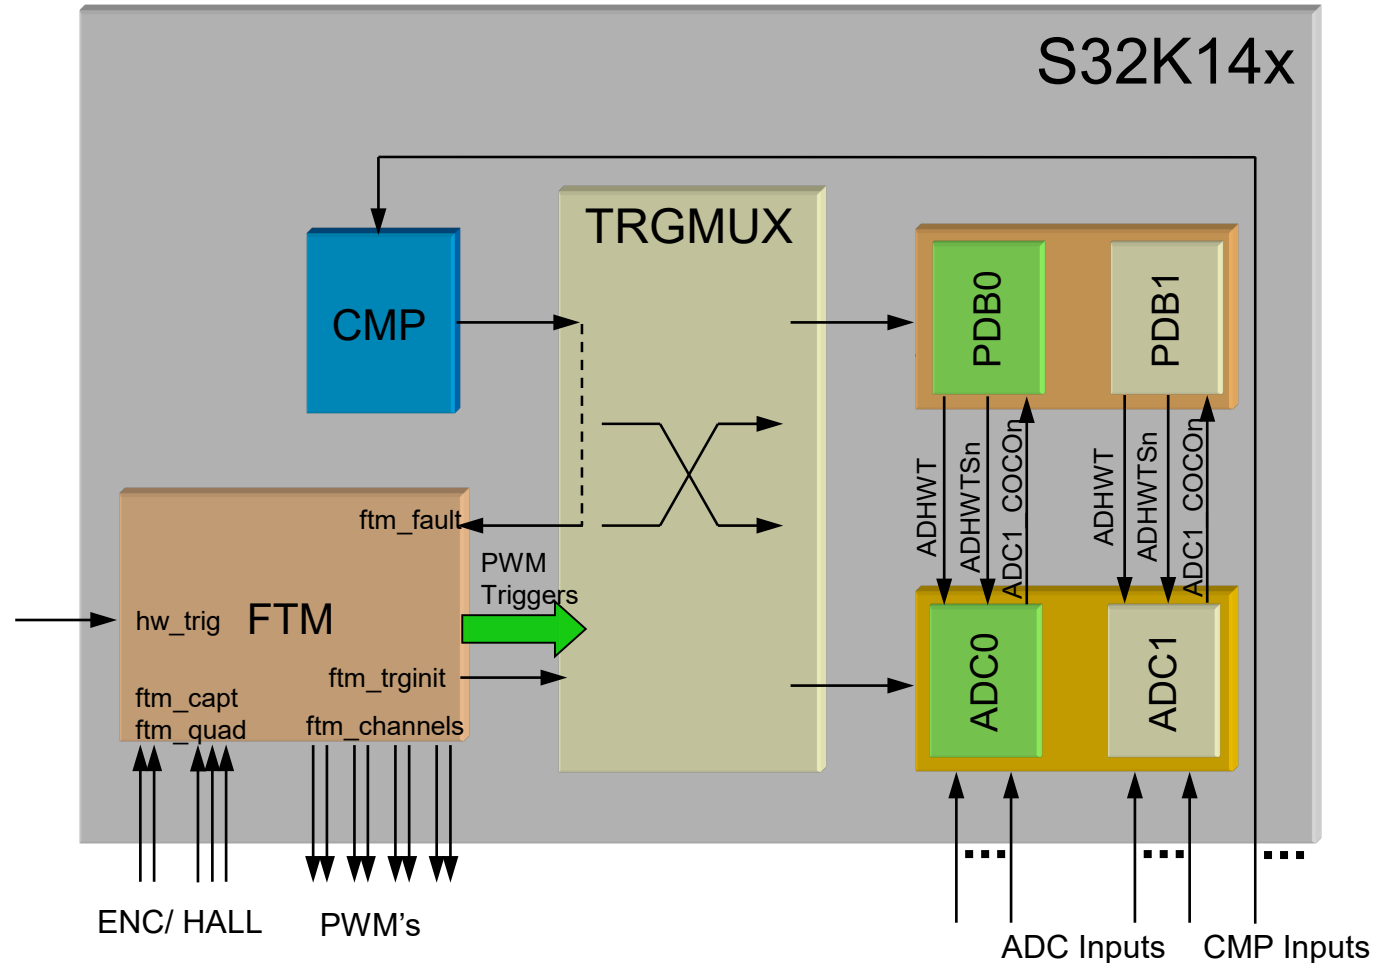 S32K14x
TRGMUX
CMP
PDB0
PDB1
ADHWT
ADHWTSn
ADC1_COCOn
ADHWT
ADHWTSn
ADC1_COCOn
ftm_fault
PWM
Triggers
hw_trig
FTM
ftm_trginit
ftm_capt
ftm_quad
ftm_channels
ADC0
ADC1
ENC/ HALL
PWM’s
ADC Inputs
CMP Inputs